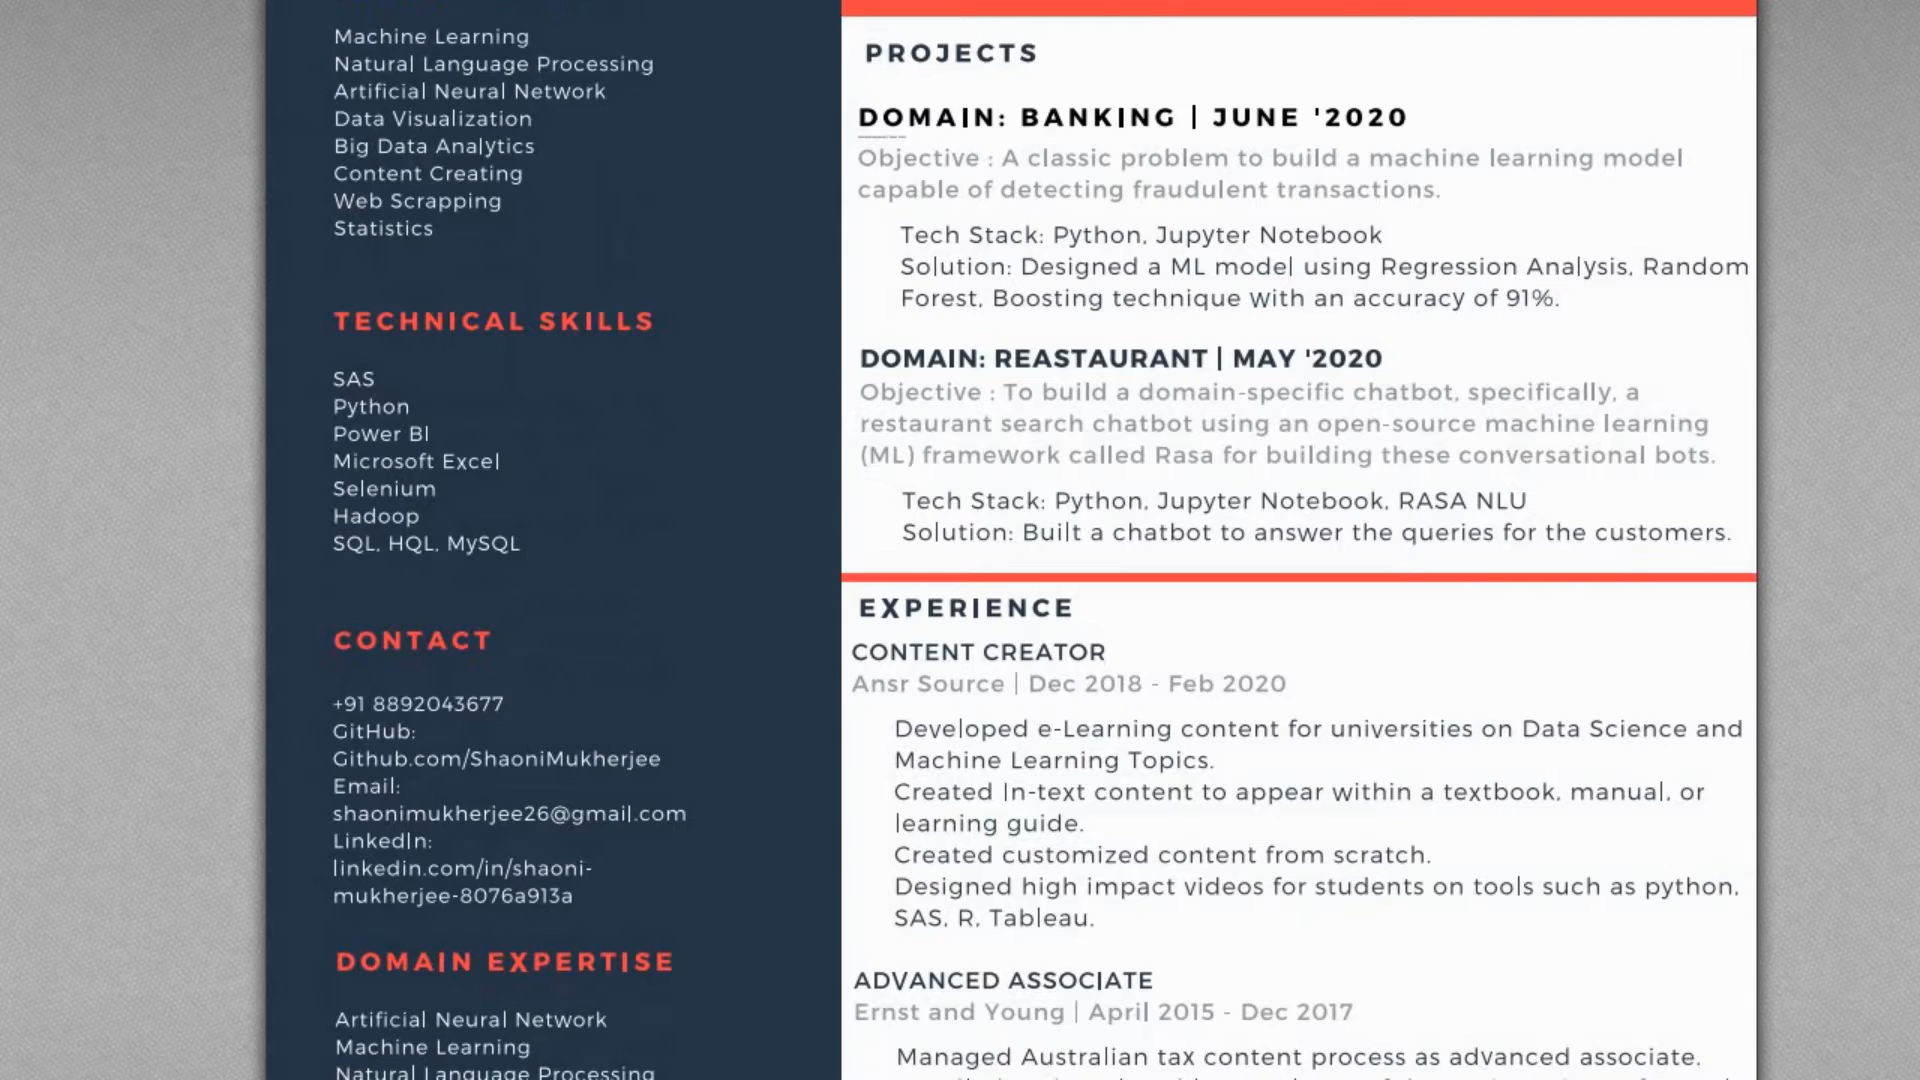 Machine Learning
Natural Language Processing
Artificial Neural Network
Data Visualization
Big Data Analytics
Content Creating
Web Scrapping
Statistics
TECHNICAL SKILLS
SAS
Python
Power BI
Microsoft Excel
Selenium
Hadoop
SQL, HQL, MySQL
CONTACT
+91 8892043677
GitHub:
Github.com/ShaoniMukherjee
Email:
shaonimukherjee26@gmail.com
LinkedIn:
linkedin.com/in/shaoni-
mukherjee-8076a913a
DOMAIN EXPERTISE
Artificial Neural Network
Machine Learning
Natural Language Processing
PROJECTS
DOMAIN: BANKING | JUNE '2020
Objective : A classic problem to build a machine learning model
capable of detecting fraudulent transactions.
Tech Stack: Python, Jupyter Notebook
Solution: Designed a ML model using Regression Analysis, Random
Forest, Boosting technique with an accuracy of 91%.
DOMAIN: REASTAURANT | MAY '2020
Objective : To build a domain-specific chatbot, specifically, a
restaurant search chatbot using an open-source machine learning
(ML) framework called Rasa for building these conversational bots.
Tech Stack: Python, Jupyter Notebook, RASA NLU
Solution: Built a chatbot to answer the queries for the customers.
EXPERIENCE
CONTENT CREATOR
Ansr Source | Dec 2018 - Feb 2020
Developed e-Learning content for universities on Data Science and
Machine Learning Topics.
Created In-text content to appear within a textbook, manual, or
learning guide.
Created customized content from scratch.
Designed high impact videos for students on tools such as python,
SAS, R, Tableau.
ADVANCED ASSOCIATE
Ernst and Young | April 2015 - Dec 2017
Managed Australian tax content process as advanced associate.